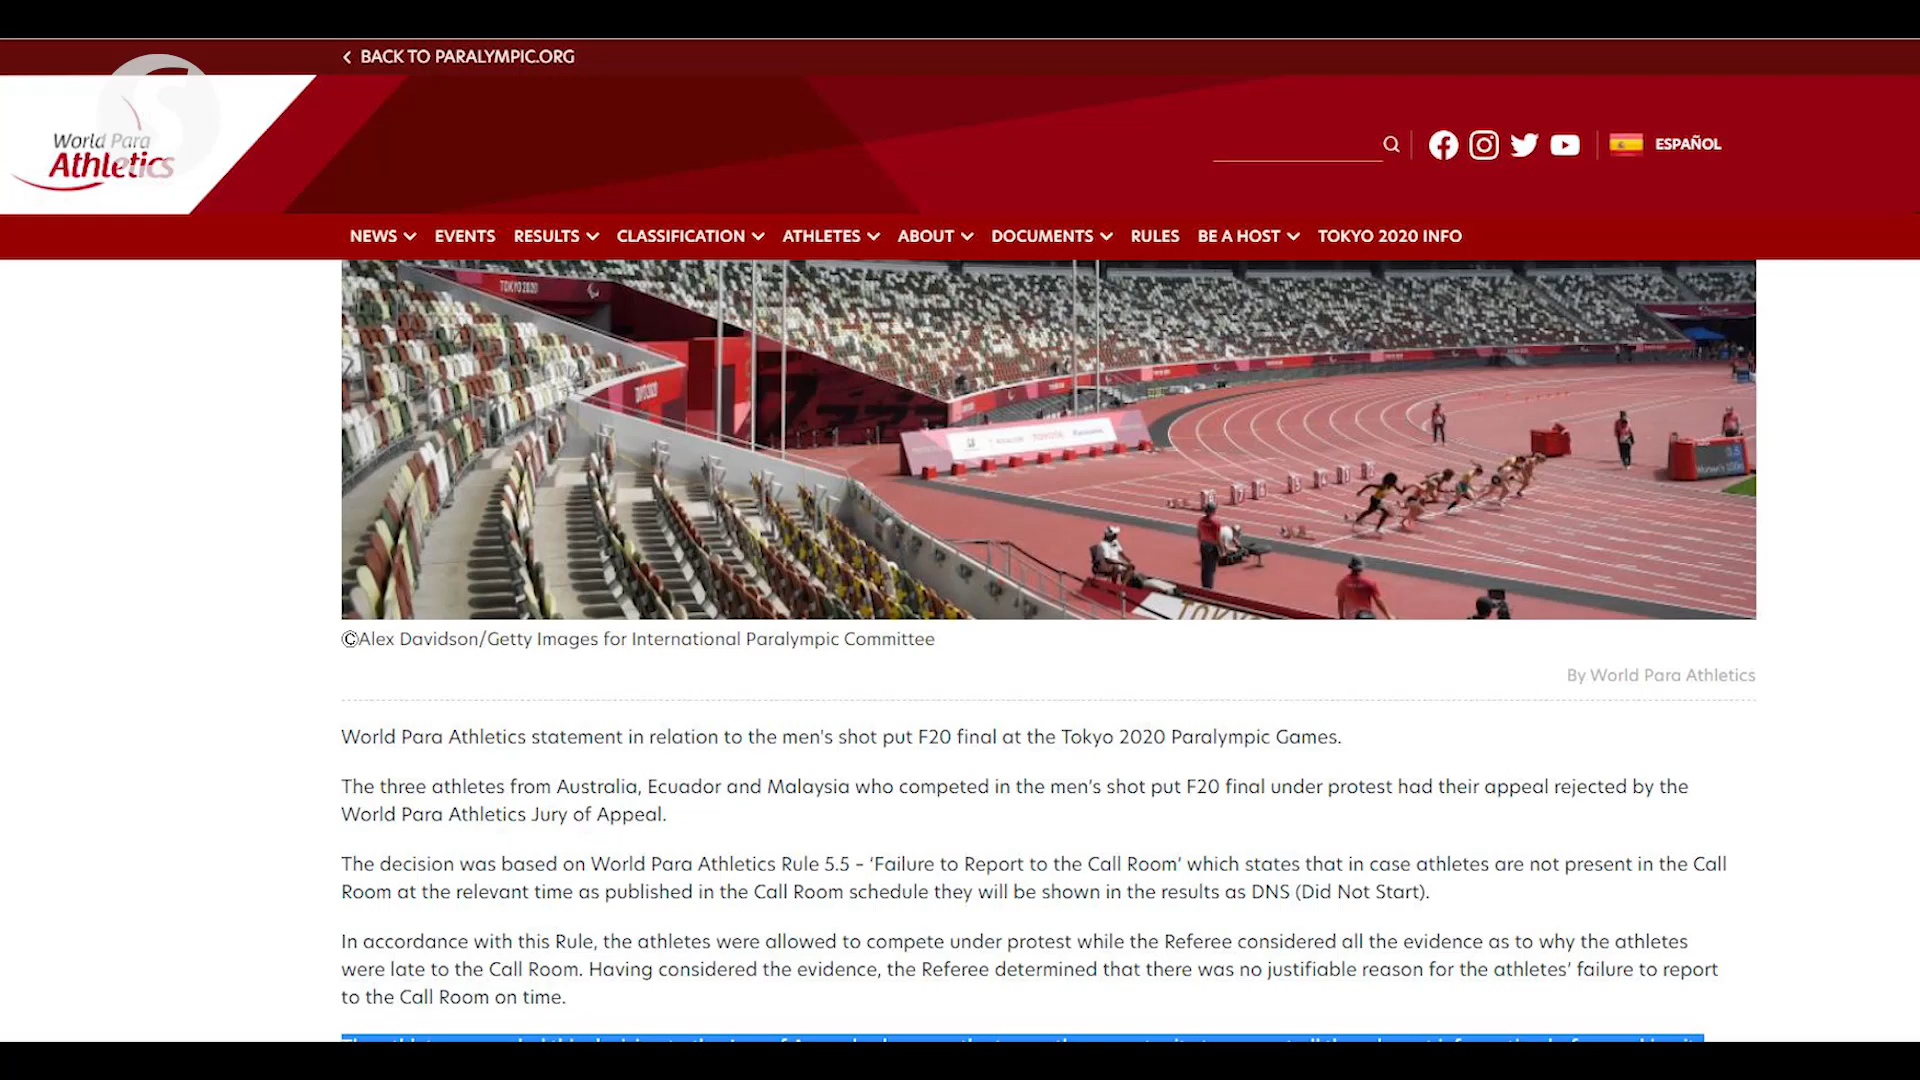 BACK TO PARALYMPIC.ORG
World Para
Athletics
ESPAÑOL
NEWS EVENTS RESULTS CLASSIFICATION ATHLETES ABOUT DOCUMENTS RULES BE A HOST TOKYO 2020 INFO
TOKYO 2020
©Alex Davidson/Getty Images for International Paralympic Committee
By World Para Athletics
World Para Athletics statement in relation to the men's shot put F20 final at the Tokyo 2020 Paralympic Games.
The three athletes from Australia, Ecuador and Malaysia who competed in the men’s shot put F20 final under protest had their appeal rejected by the
World Para Athletics Jury of Appeal.
The decision was based on World Para Athletics Rule 5.5 – ‘Failure to Report to the Call Room’ which states that in case athletes are not present in the Call
Room at the relevant time as published in the Call Room schedule they will be shown in the results as DNS (Did Not Start).
In accordance with this Rule, the athletes were allowed to compete under protest while the Referee considered all the evidence as to why the athletes
were late to the Call Room. Having considered the evidence, the Referee determined that there was no justifiable reason for the athletes’ failure to report
to the Call Room on time.